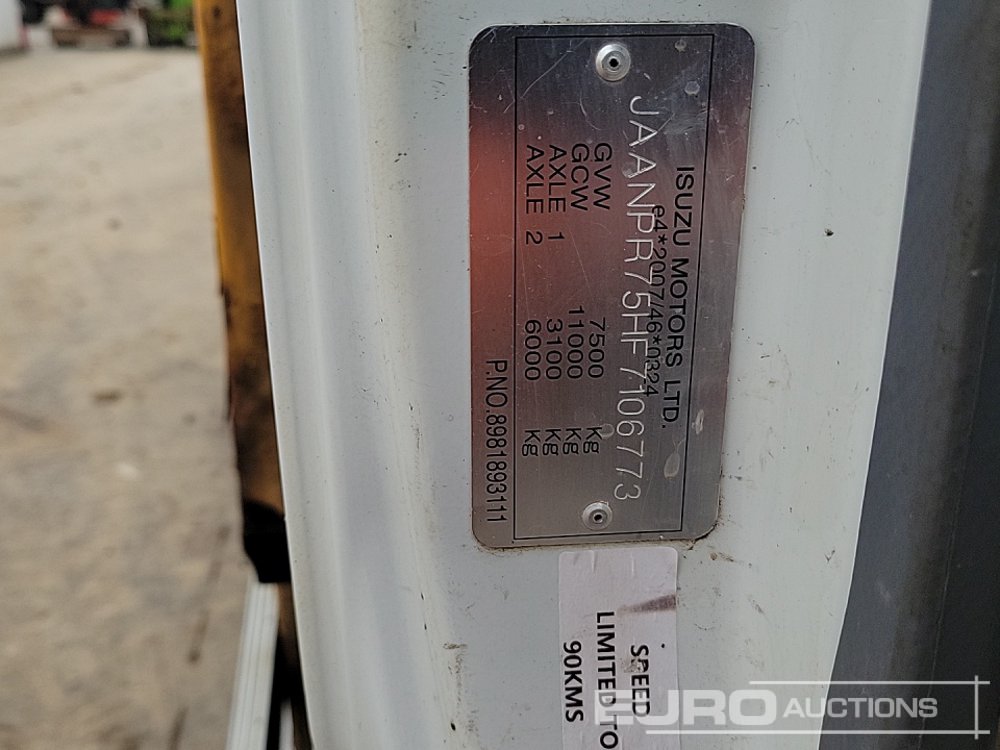 ISUZU MOTORS LTD.
e4*2007/46*0324
JAANPR75HF7106773
GVW 7500 Kg
GCW 11000 Kg
AXLE 1 3100 Kg
AXLE 2 6000 Kg
P.NO.8981893111
SPEED
LIMITED TO
90KMS
EURO AUCTIONS